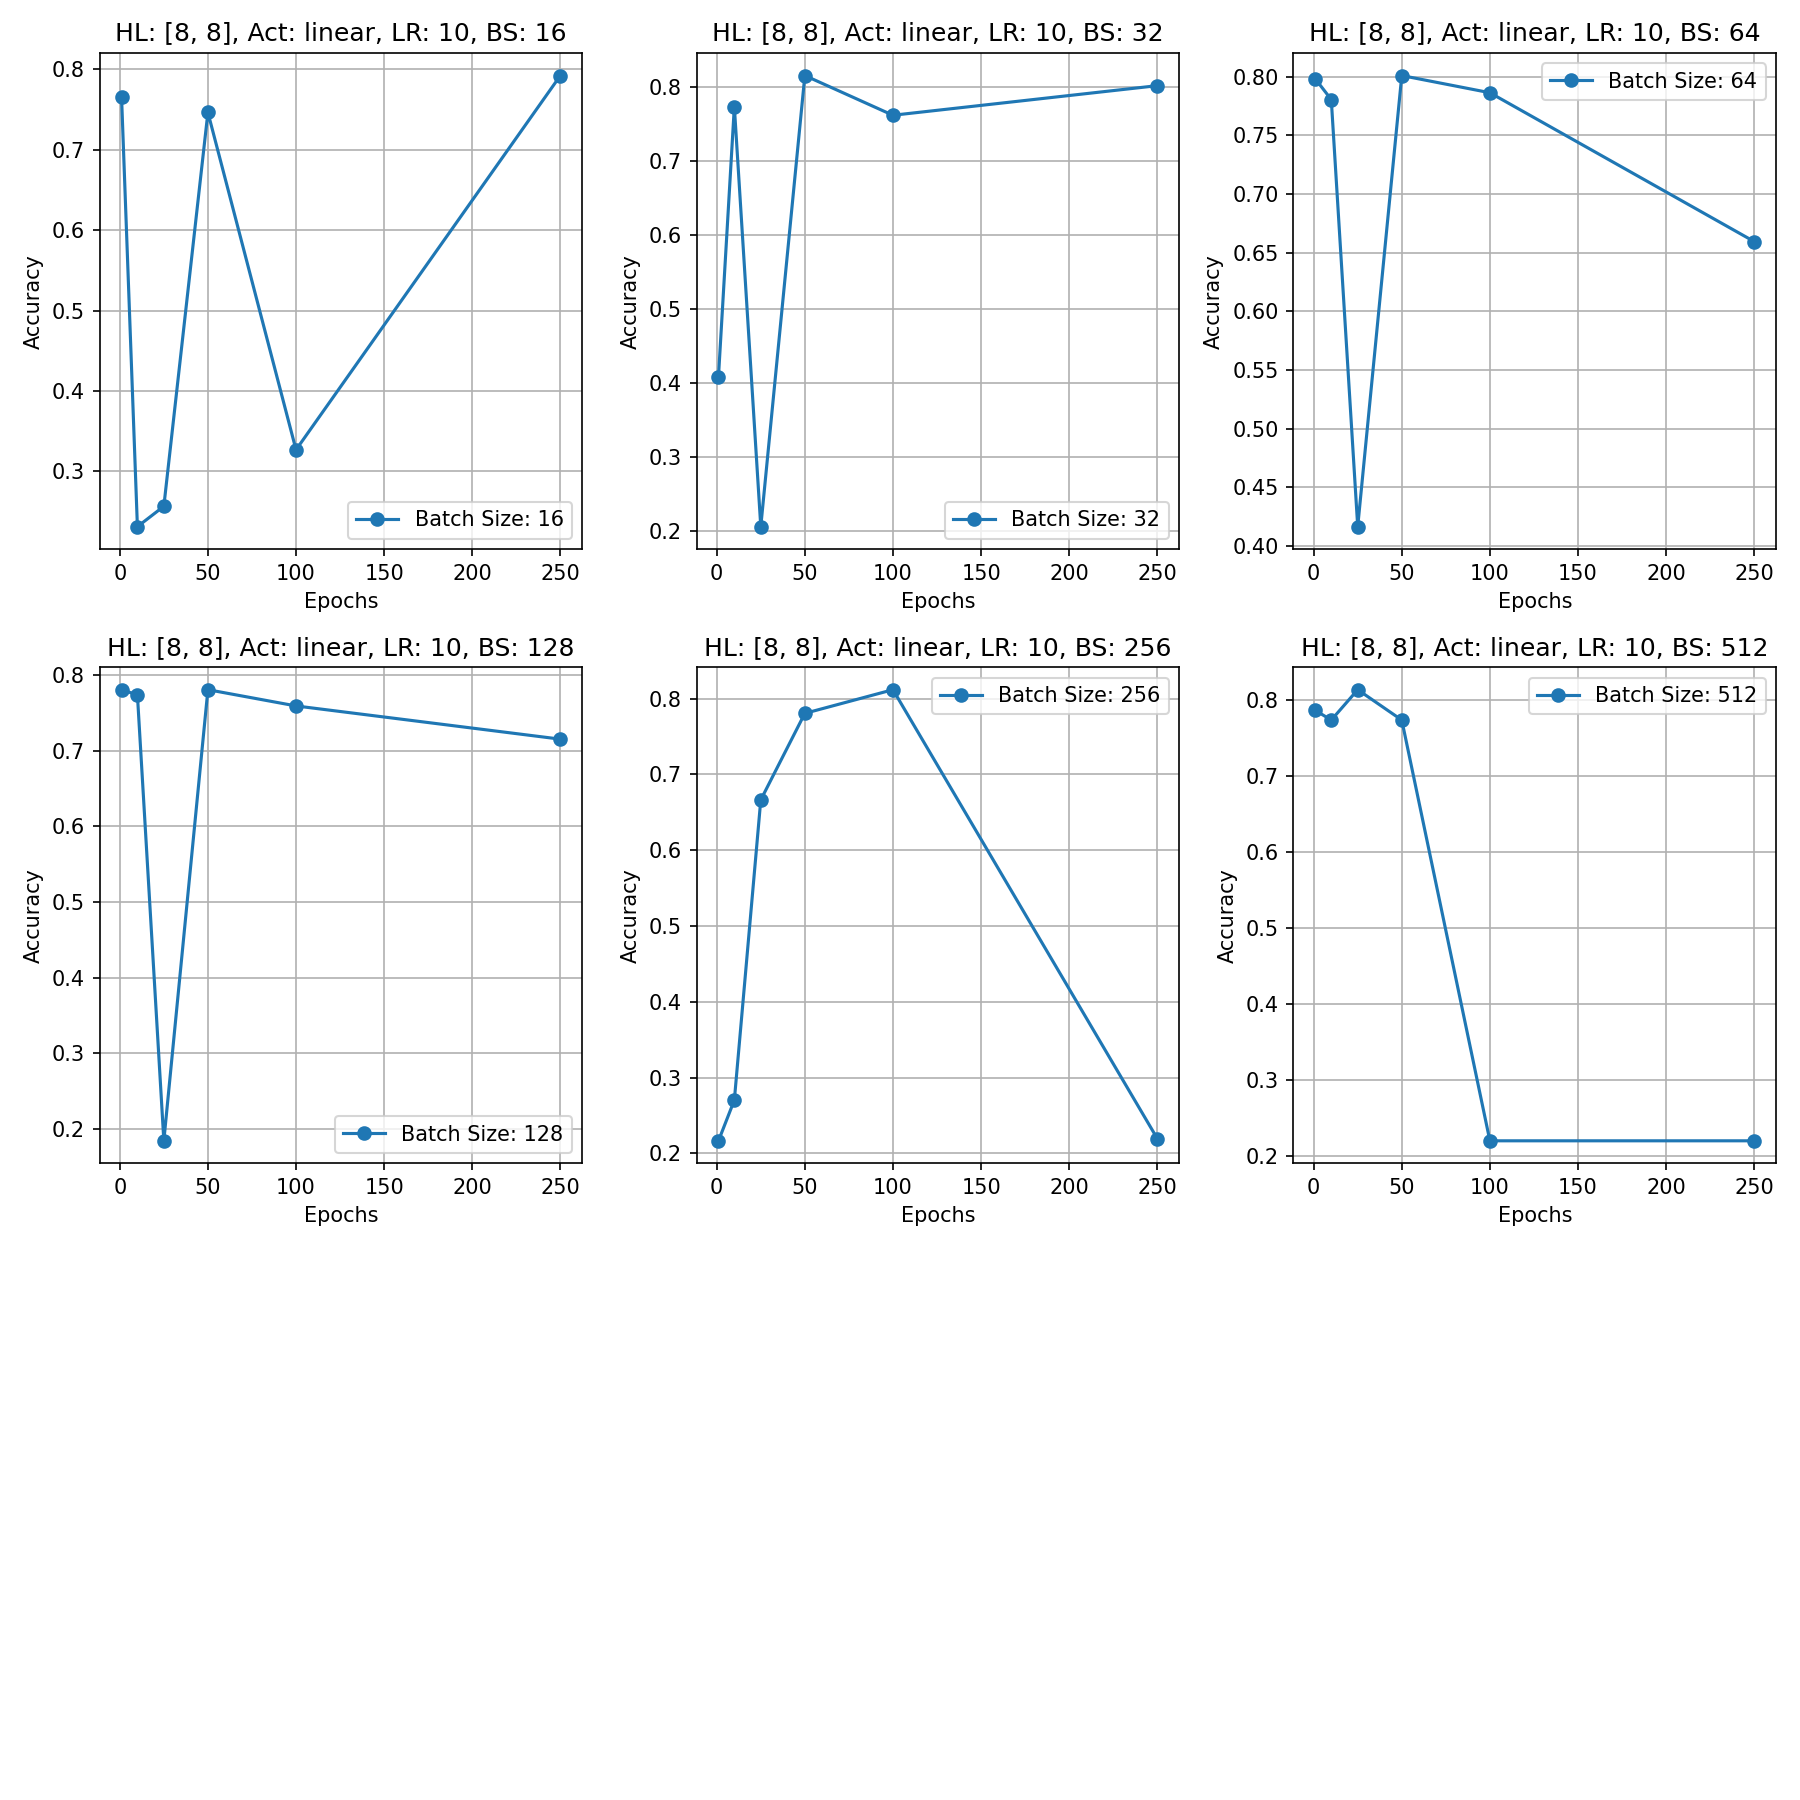 HL: [8, 8], Act: linear, LR: 10, BS: 16
0.8
0.7
0.6
0.5
0.4
0.3
Accuracy
Batch Size: 16
0 50 100 150 200 250
Epochs
HL: [8, 8], Act: linear, LR: 10, BS: 32
0.8
0.7
0.6
0.5
0.4
0.3
0.2
Accuracy
Batch Size: 32
0 50 100 150 200 250
Epochs
HL: [8, 8], Act: linear, LR: 10, BS: 64
Batch Size: 64
0.80
0.75
0.70
0.65
0.60
0.55
0.50
0.45
0.40
Accuracy
0 50 100 150 200 250
Epochs
HL: [8, 8], Act: linear, LR: 10, BS: 128
0.8
0.7
0.6
0.5
0.4
0.3
0.2
Accuracy
Batch Size: 128
0 50 100 150 200 250
Epochs
HL: [8, 8], Act: linear, LR: 10, BS: 256
Batch Size: 256
0.8
0.7
0.6
0.5
0.4
0.3
0.2
Accuracy
0 50 100 150 200 250
Epochs
HL: [8, 8], Act: linear, LR: 10, BS: 512
Batch Size: 512
0.8
0.7
0.6
0.5
0.4
0.3
0.2
Accuracy
0 50 100 150 200 250
Epochs